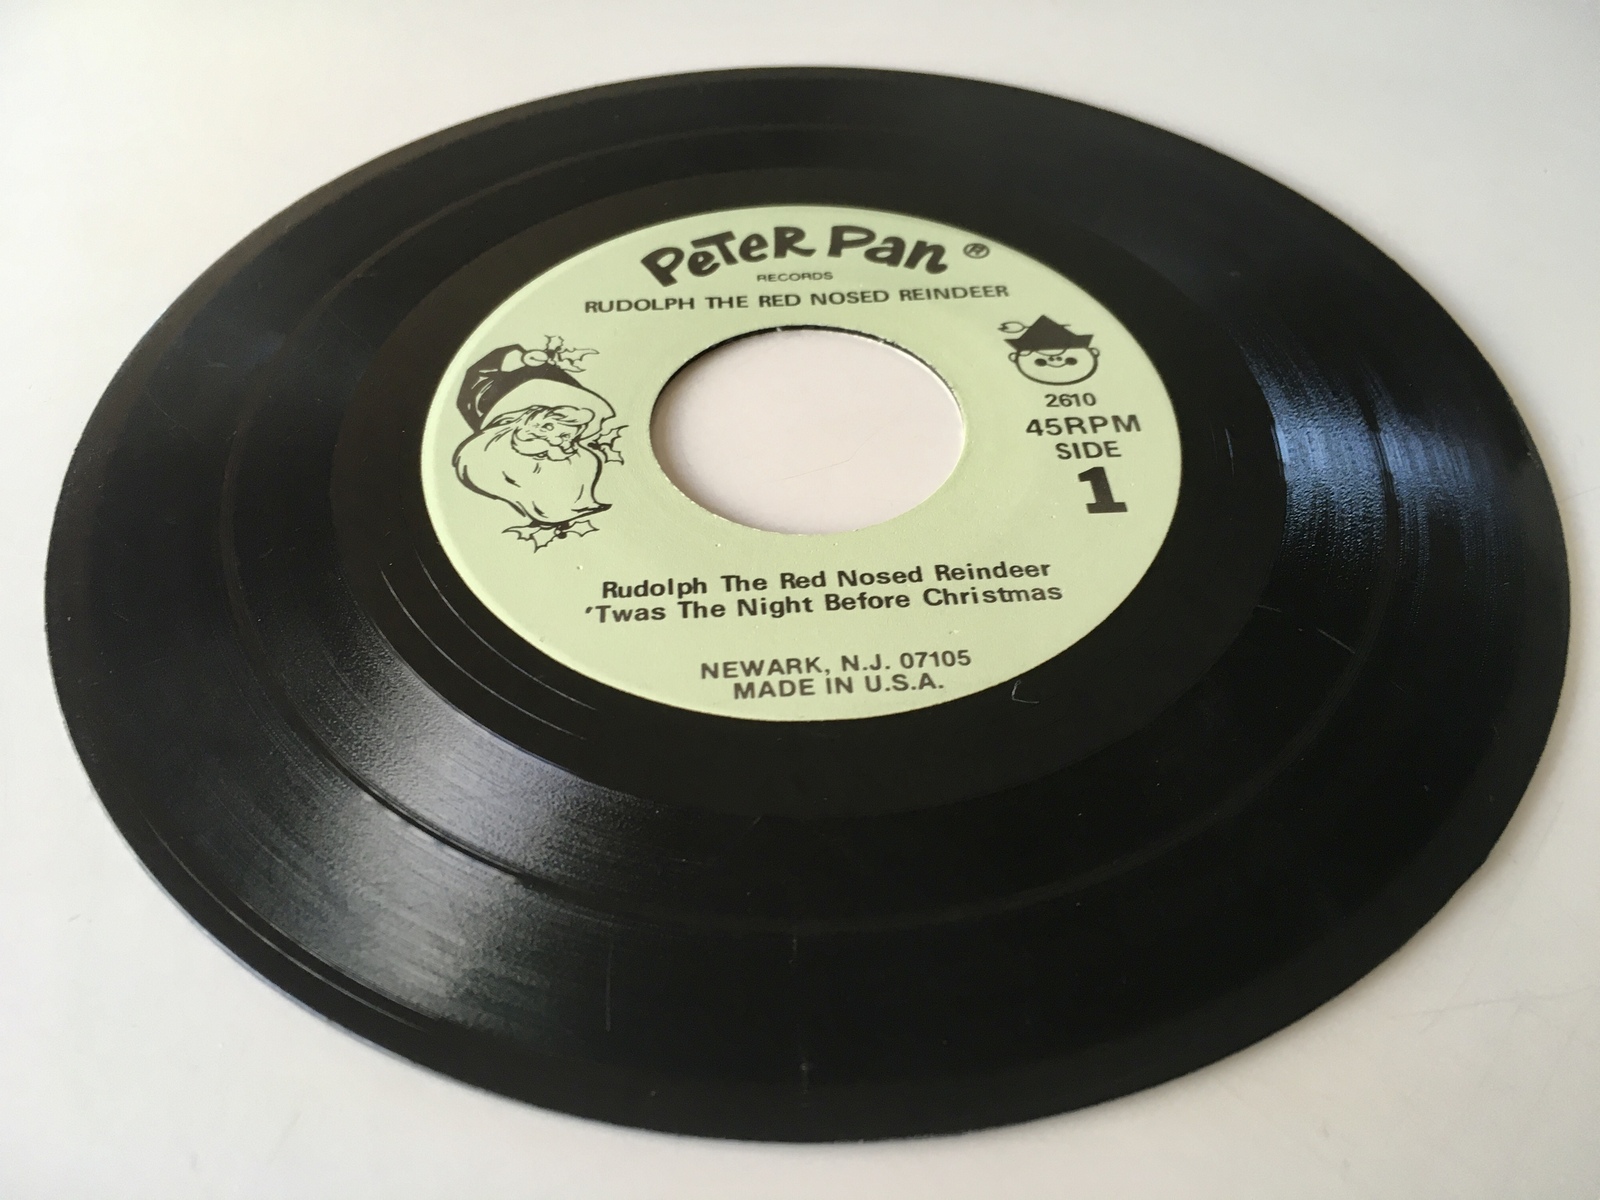 PeTeR Pan ®
RECORDS
RUDOLPH THE RED NOSED REINDEER
2610
45RPM
SIDE
1
Rudolph The Red Nosed Reindeer
'Twas The Night Before Christmas
NEWARK, N.J. 07105
MADE IN U.S.A.